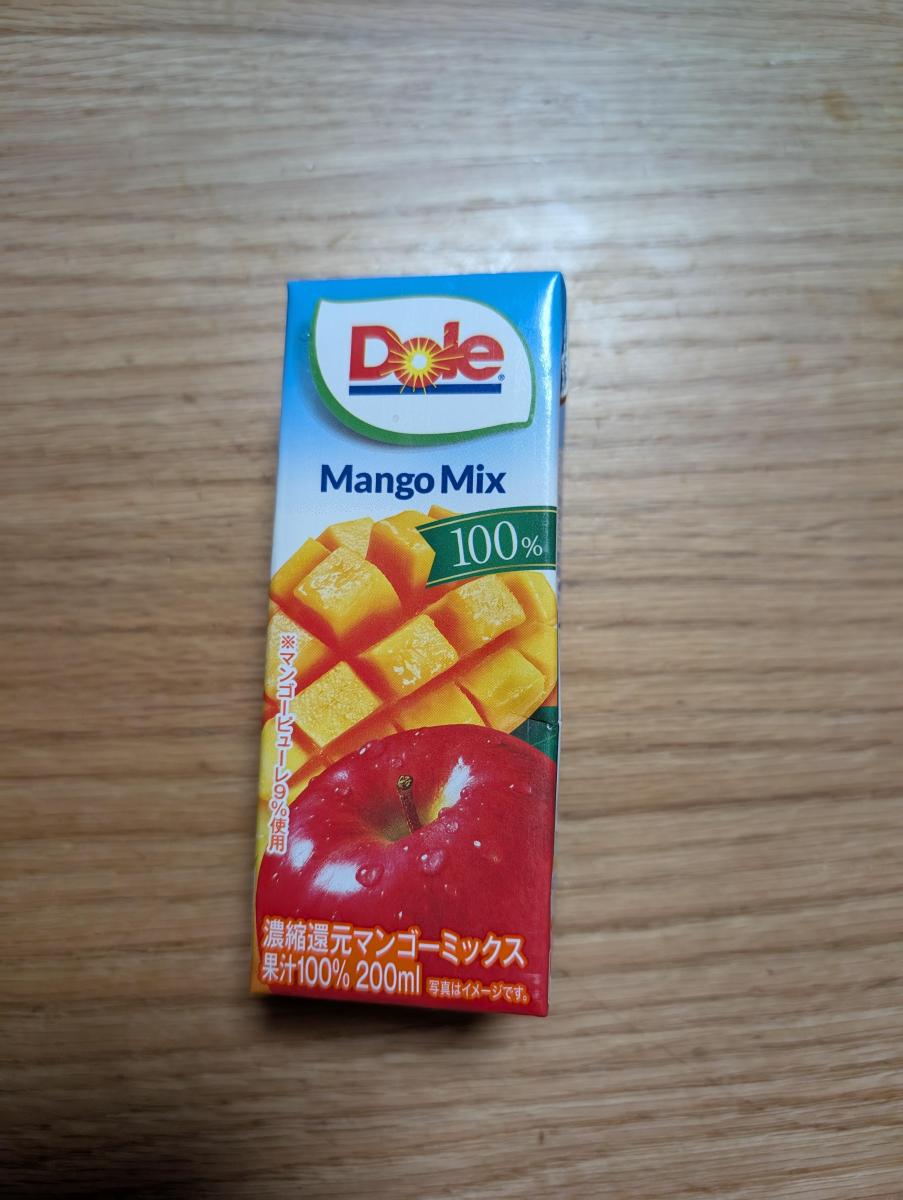 Dole®
Mango Mix
100%
※マンゴーピューレ9%使用
濃縮還元マンゴーミックス
果汁100% 200ml 写真はイメージです。